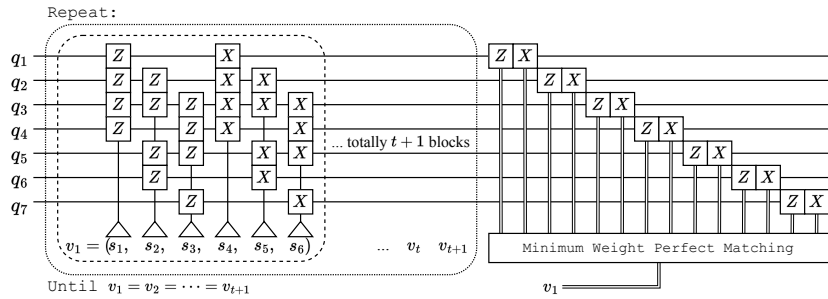 Repeat:
q₁ Z X Z X
q₂ Z Z X X Z X
q₃ Z Z Z X X X Z X
q₄ Z Z X X Z X
... totally t + 1 blocks
q₅ Z Z X X Z X
q₆ Z X Z X
q₇ Z X Z X
v₁ = (s₁, s₂, s₃, s₄, s₅, s₆) ... vₜ vₜ₊₁
Minimum Weight Perfect Matching
Until v₁ = v₂ = ⋯ = vₜ₊₁
v₁